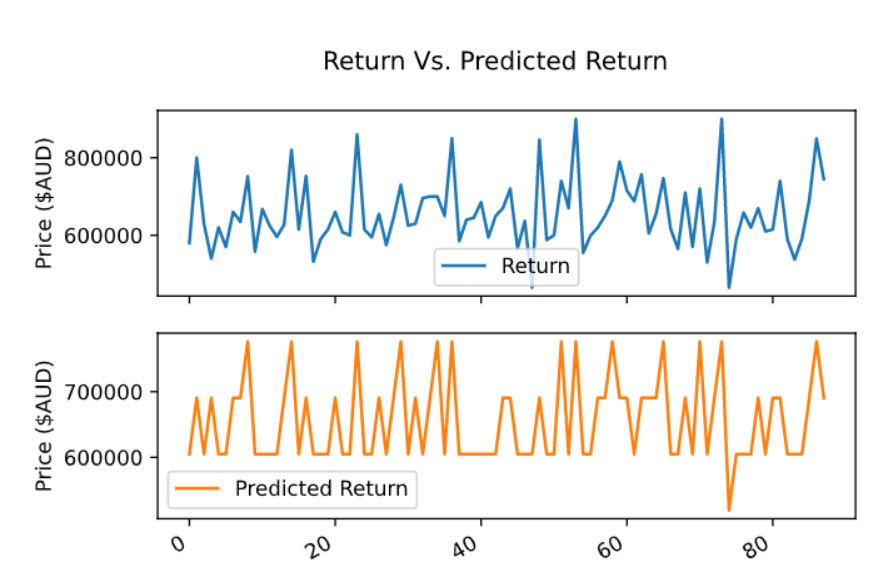 Return Vs. Predicted Return
Price ($AUD)
800000
600000
Return
Price ($AUD)
700000
600000
Predicted Return
0
20
40
60
80